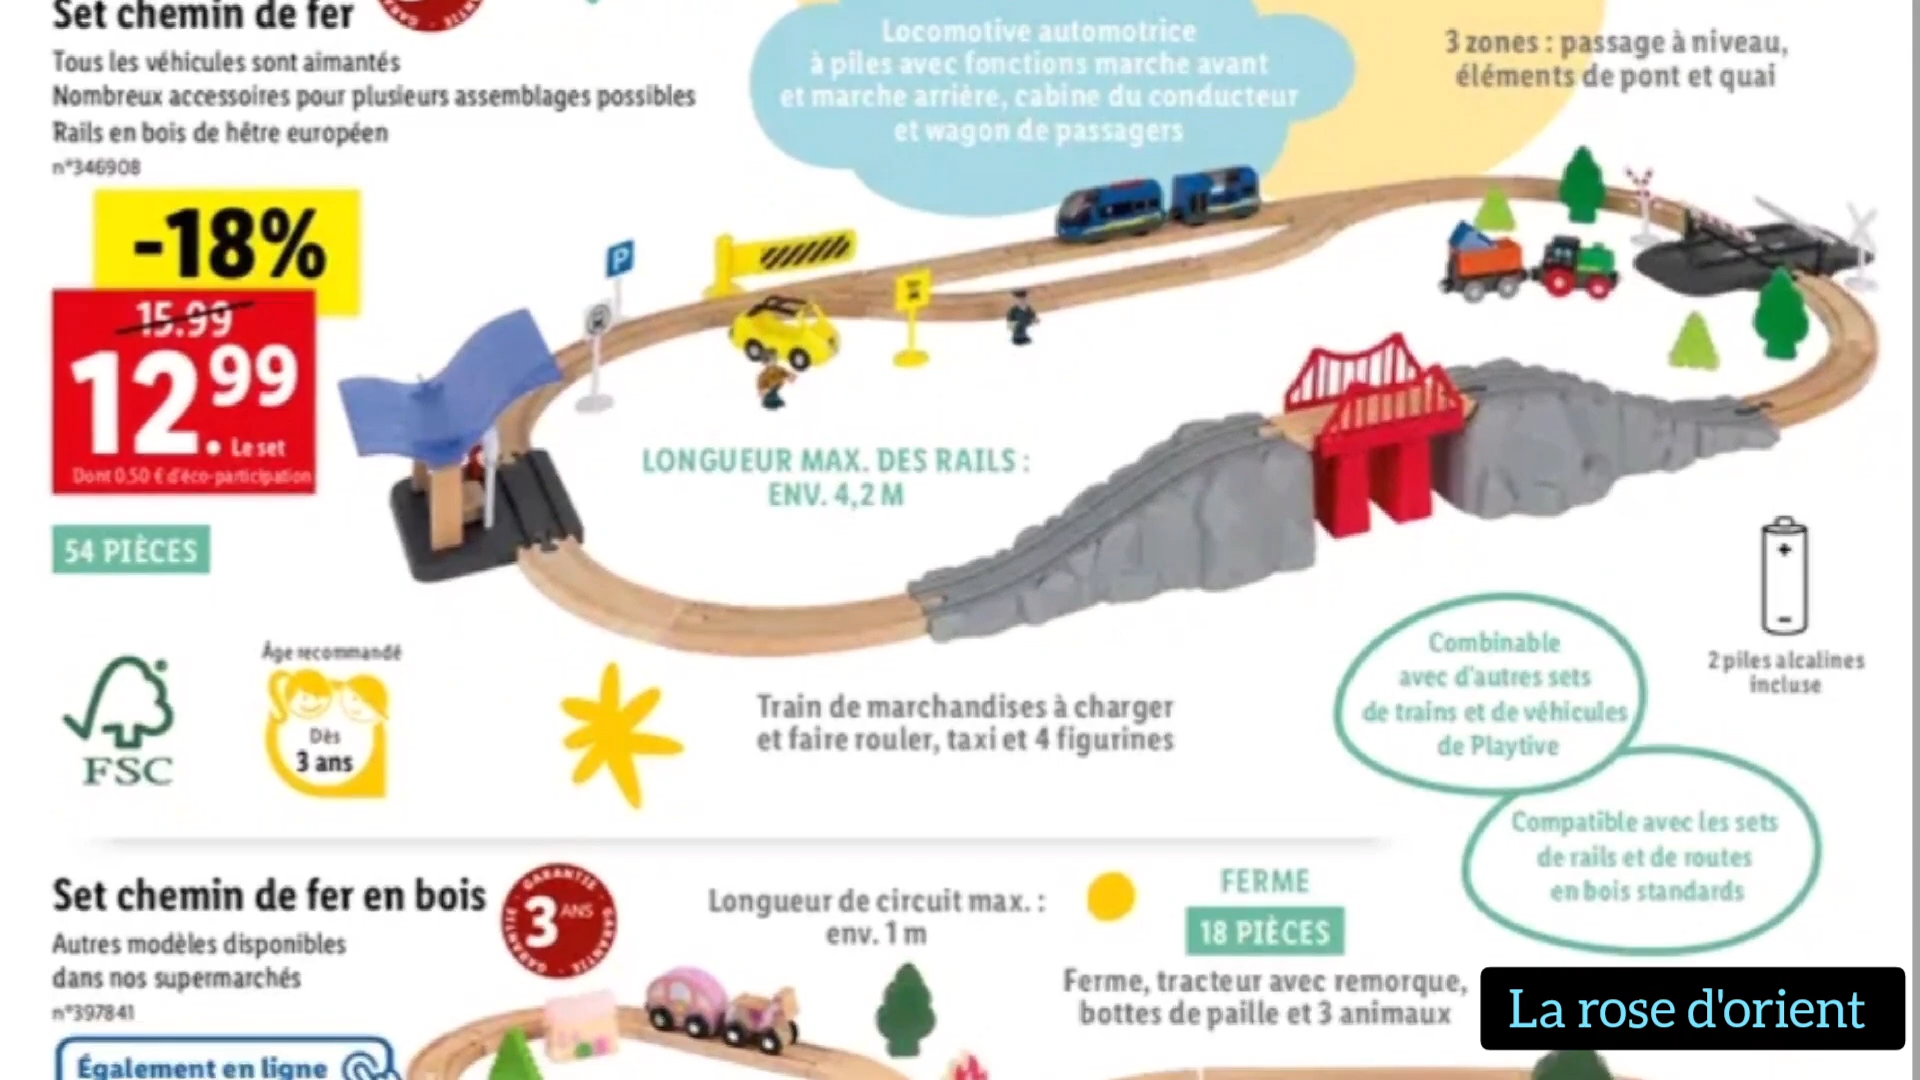 Set chemin de fer
Tous les véhicules sont aimantés
Nombreux accessoires pour plusieurs assemblages possibles
Rails en bois de hêtre européen
n°346908
Locomotive automotrice
à piles avec fonctions marche avant
et marche arrière, cabine du conducteur
et wagon de passagers
3 zones : passage à niveau,
éléments de pont et quai
-18%
15.99
12.99
Le set
Dont 0.50 € d'éco-participation
P
54 PIÈCES
LONGUEUR MAX. DES RAILS :
ENV. 4,2 M
FSC
Âge recommandé
Dès
3 ans
Train de marchandises à charger
et faire rouler, taxi et 4 figurines
Combinable
avec d'autres sets
de trains et de véhicules
de Playtive
2 piles alcalines
incluse
Compatible avec les sets
de rails et de routes
en bois standards
Set chemin de fer en bois
Autres modèles disponibles
dans nos supermarchés
n°397841
GARANTIE
3 ANS
GARANTIE
Longueur de circuit max. :
env. 1 m
FERME
18 PIÈCES
Ferme, tracteur avec remorque,
bottes de paille et 3 animaux
Également en ligne
La rose d'orient